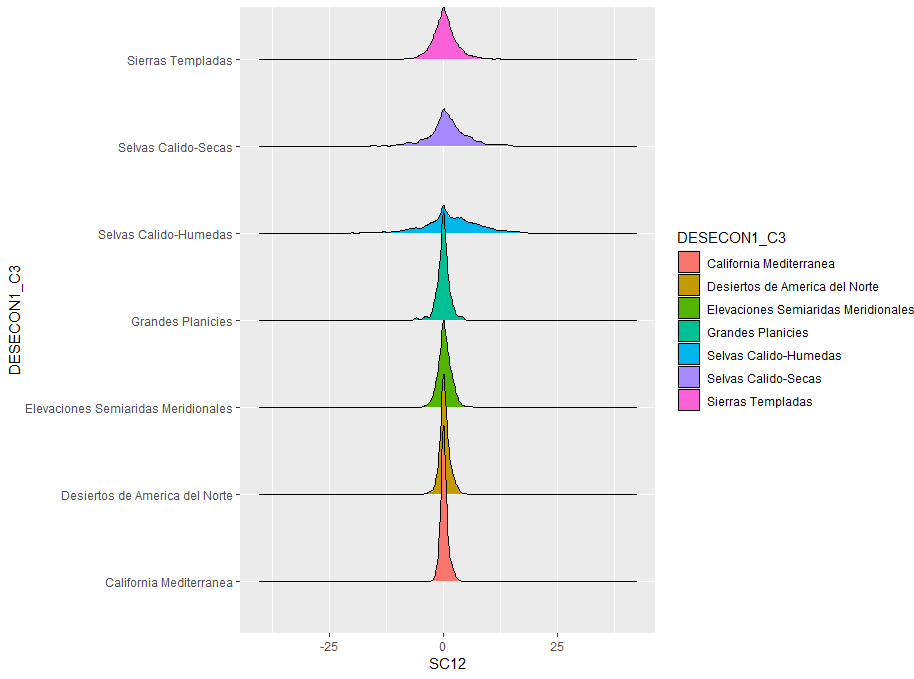 DESECON1_C3
Sierras Templadas
Selvas Calido-Secas
Selvas Calido-Humedas
Grandes Planicies
Elevaciones Semiaridas Meridionales
Desiertos de America del Norte
California Mediterranea
-25
0
25
SC12
DESECON1_C3
California Mediterranea
Desiertos de America del Norte
Elevaciones Semiaridas Meridionales
Grandes Planicies
Selvas Calido-Humedas
Selvas Calido-Secas
Sierras Templadas